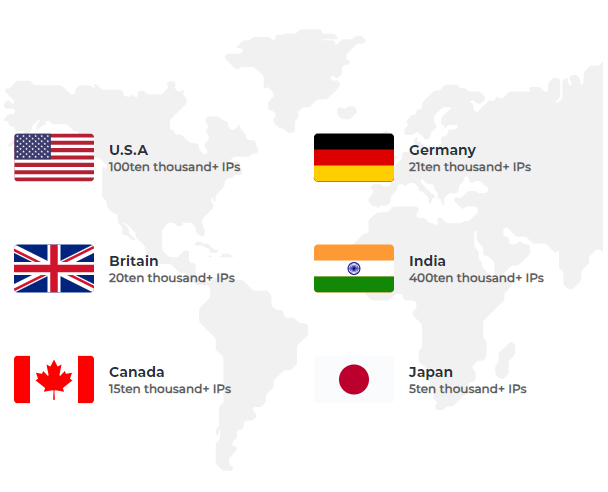 U.S.A
100ten thousand+ IPs
Germany
21ten thousand+ IPs
Britain
20ten thousand+ IPs
India
400ten thousand+ IPs
Canada
15ten thousand+ IPs
Japan
5ten thousand+ IPs